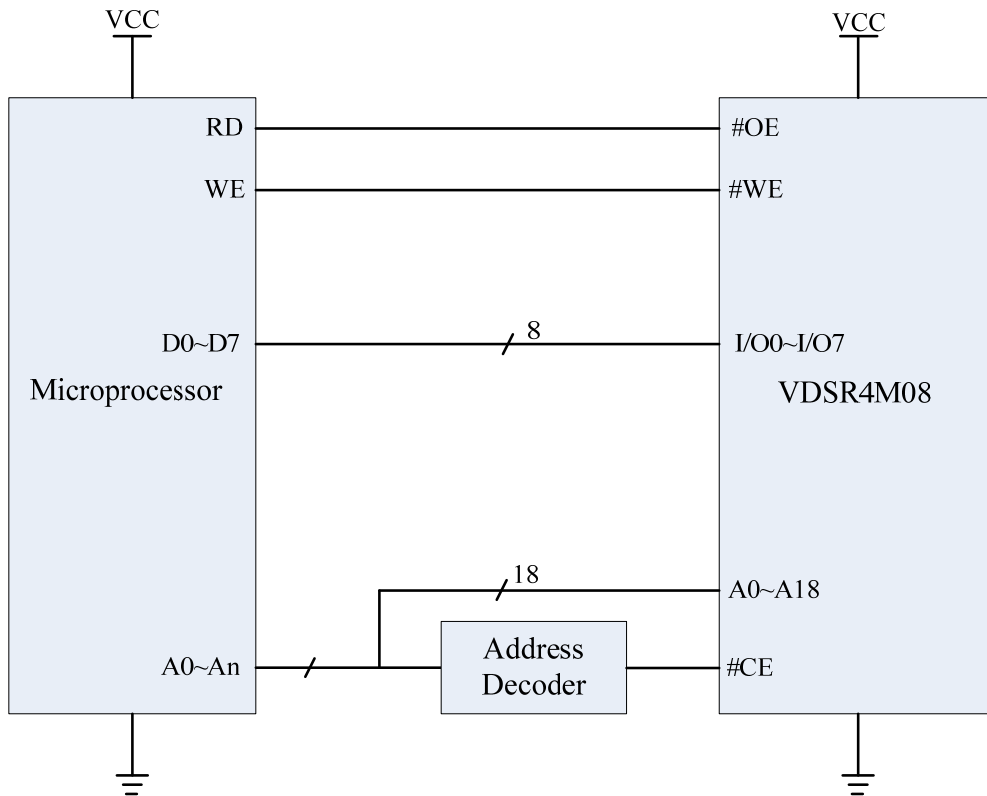 VCC
VCC
RD
#OE
WE
#WE
8
D0~D7
I/O0~I/O7
Microprocessor
VDSR4M08
18
A0~A18
Address
Decoder
A0~An
#CE